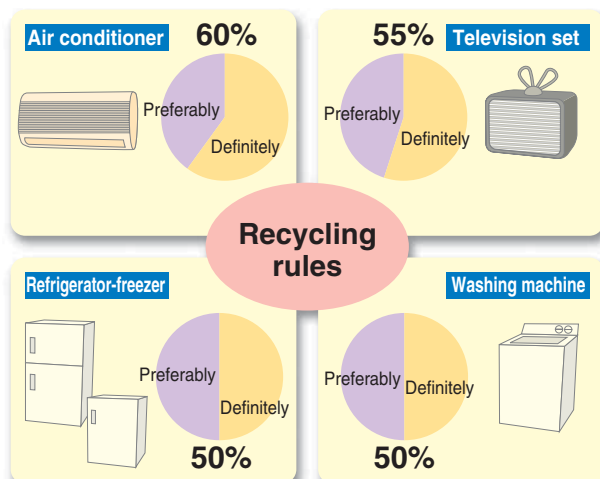 Air conditioner
60%
Preferably
Definitely
55%
Television set
Preferably
Definitely
Recycling
rules
Refrigerator-freezer
Preferably
Definitely
50%
Washing machine
Preferably
Definitely
50%